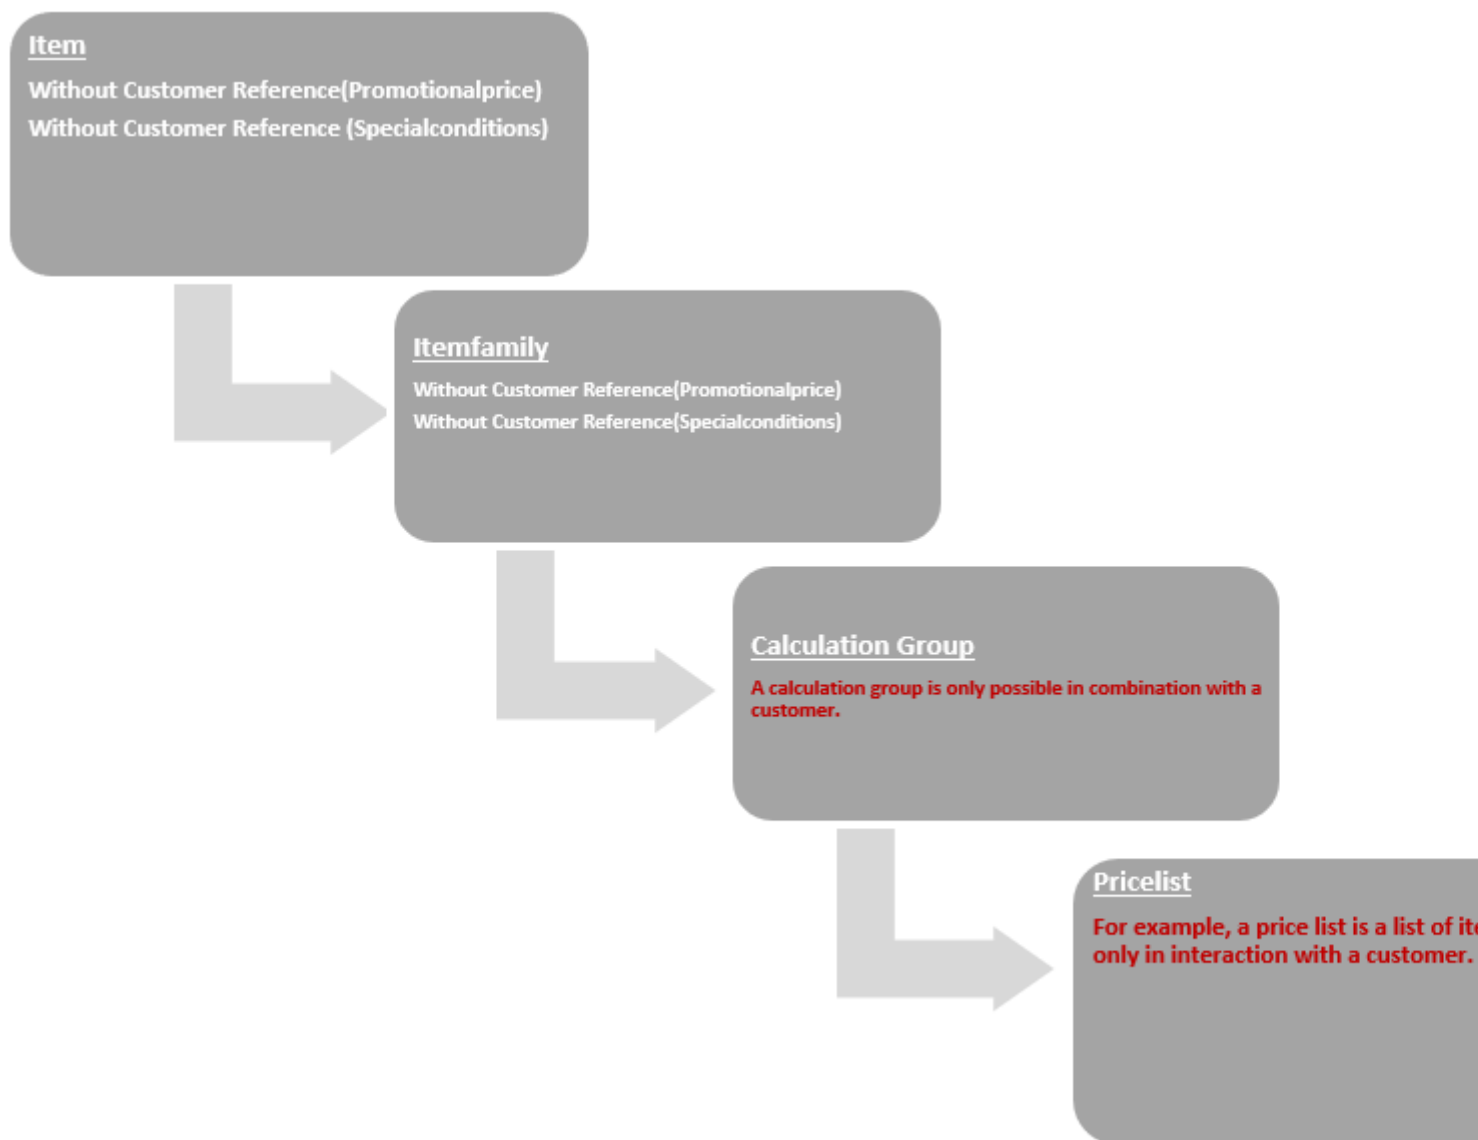 Item
Without Customer Reference(Promotionalprice)
Without Customer Reference (Specialconditions)
Itemfamily
Without Customer Reference(Promotionalprice)
Without Customer Reference(Specialconditions)
Calculation Group
A calculation group is only possible in combination with a
customer.
Pricelist
For example, a price list is a list of
only in interaction with a customer.